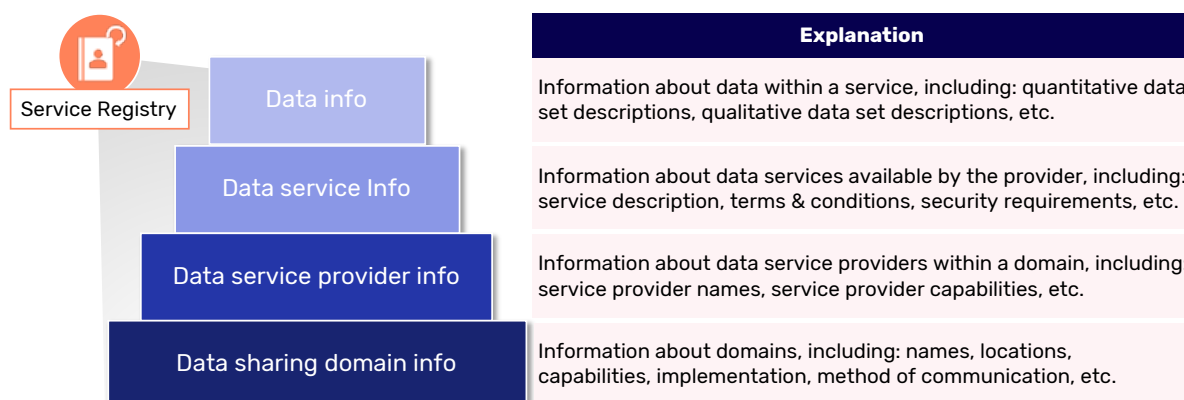 Service Registry
Explanation
Data info
Information about data within a service, including: quantitative data
set descriptions, qualitative data set descriptions, etc.
Data service Info
Information about data services available by the provider, including:
service description, terms & conditions, security requirements, etc.
Data service provider info
Information about data service providers within a domain, including:
service provider names, service provider capabilities, etc.
Data sharing domain info
Information about domains, including: names, locations,
capabilities, implementation, method of communication, etc.